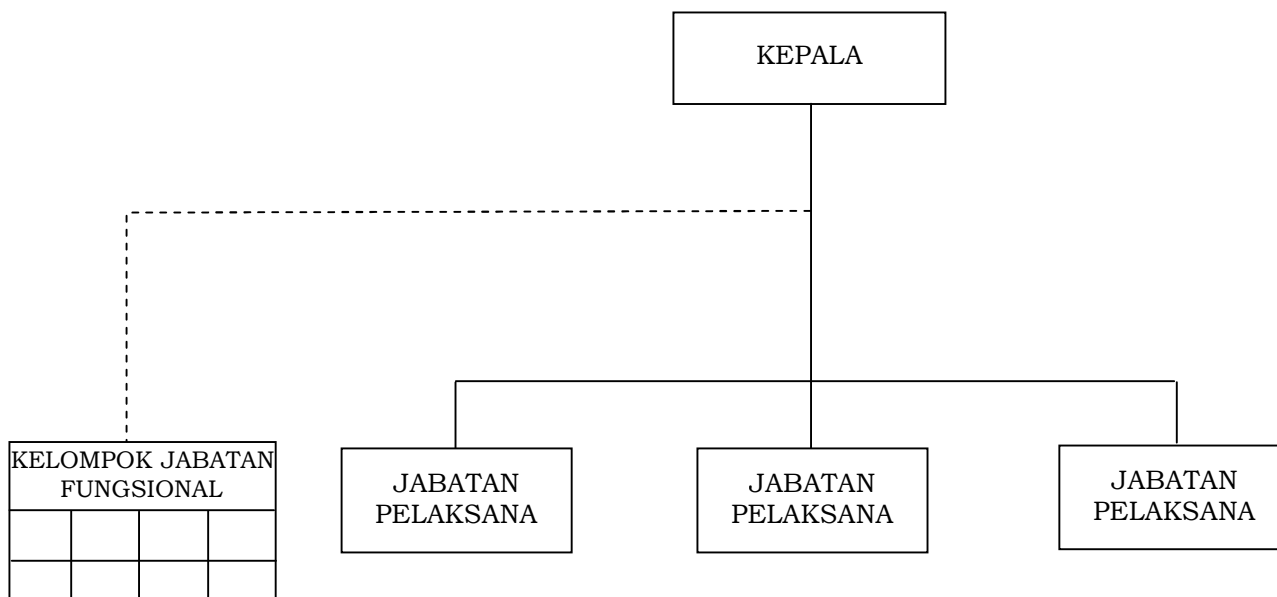 KEPALA
KELOMPOK JABATAN
FUNGSIONAL
JABATAN
PELAKSANA
JABATAN
PELAKSANA
JABATAN
PELAKSANA